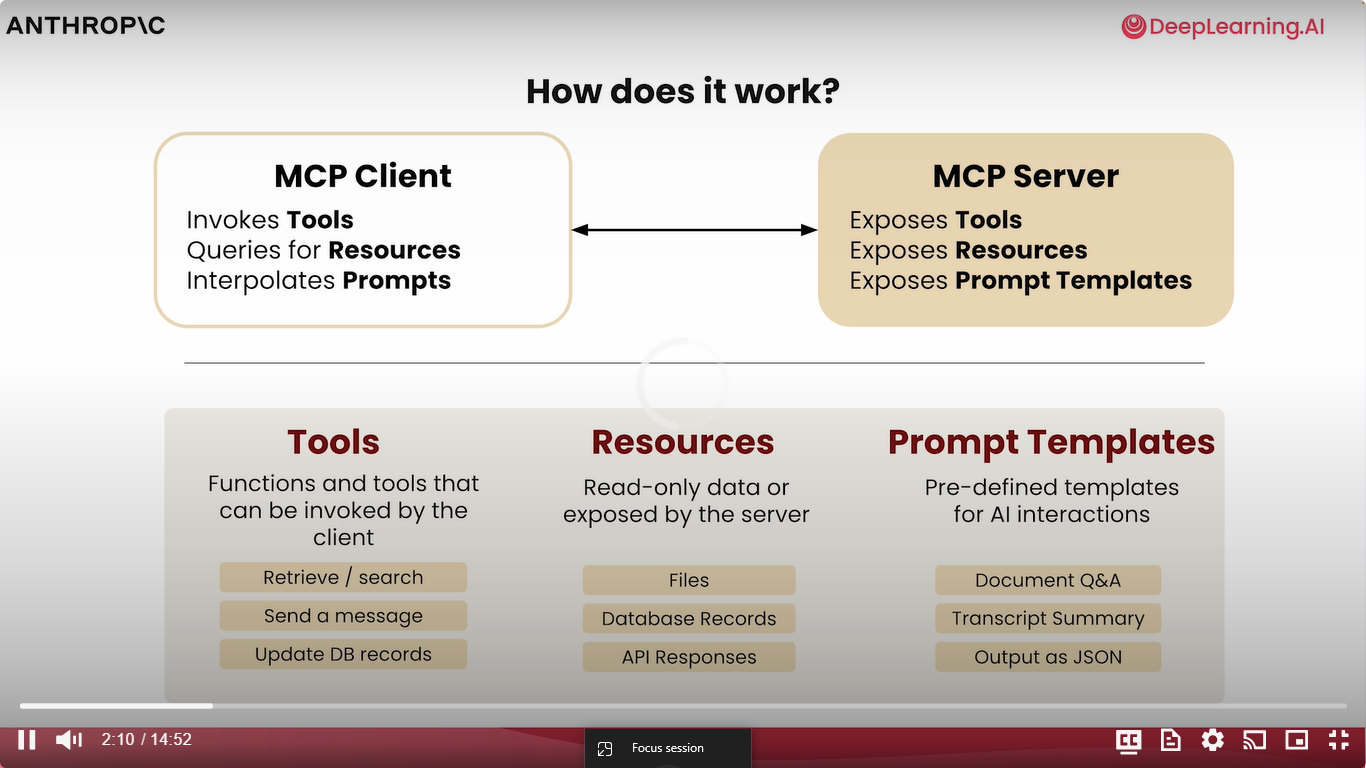 ANTHROP\C
DeepLearning.AI
How does it work?
MCP Client
Invokes Tools
Queries for Resources
Interpolates Prompts
MCP Server
Exposes Tools
Exposes Resources
Exposes Prompt Templates
Tools
Functions and tools that
can be invoked by the
client
Retrieve / search
Send a message
Update DB records
Resources
Read-only data or
exposed by the server
Files
Database Records
API Responses
Prompt Templates
Pre-defined templates
for AI interactions
Document Q&A
Transcript Summary
Output as JSON
2:10 / 14:52
Focus session
CC